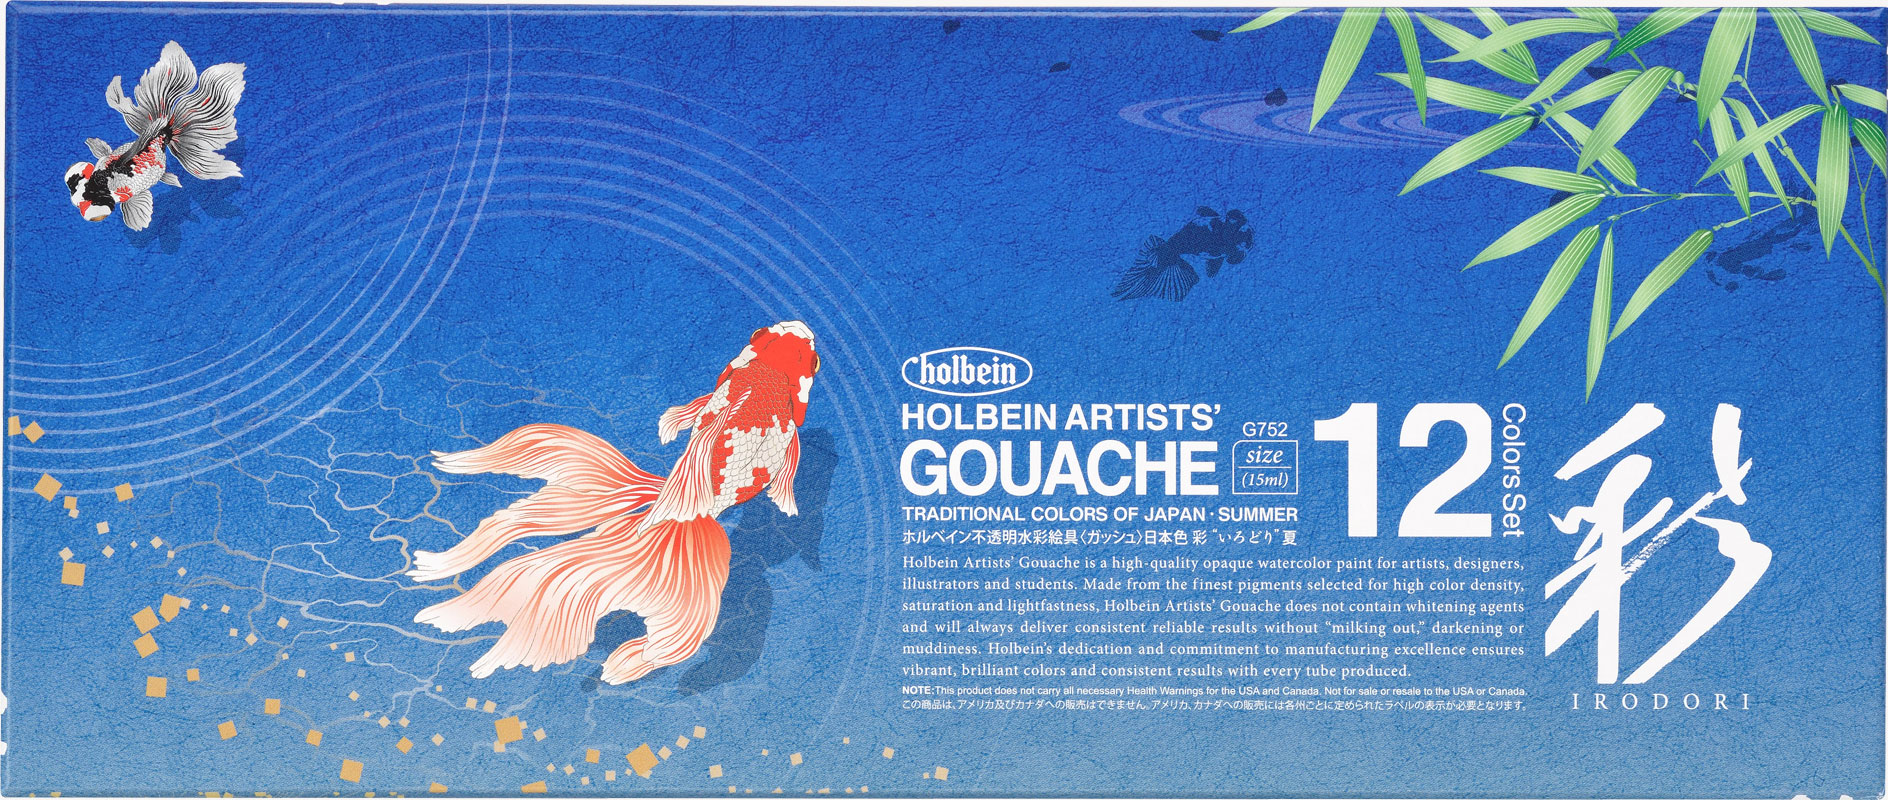 holbein
HOLBEIN ARTISTS'
GOUACHE
G752
size
(15ml)
12
Colors Set
TRADITIONAL COLORS OF JAPAN · SUMMER
ホルベイン不透明水彩絵具〈ガッシュ〉日本色 彩 “いろどり” 夏
Holbein Artists' Gouache is a high-quality opaque watercolor paint for artists, designers,
illustrators and students. Made from the finest pigments selected for high color density,
saturation and lightfastness, Holbein Artists' Gouache does not contain whitening agents
and will always deliver consistent reliable results without “milking out,” darkening or
muddiness. Holbein's dedication and commitment to manufacturing excellence ensures
vibrant, brilliant colors and consistent results with every tube produced.
NOTE:This product does not carry all necessary Health Warnings for the USA and Canada. Not for sale or resale to the USA or Canada.
この商品は、アメリカ及びカナダへの販売はできません。アメリカ、カナダへの販売には各州ごとに定められたラベルの表示が必要となります。
彩
IRODORI